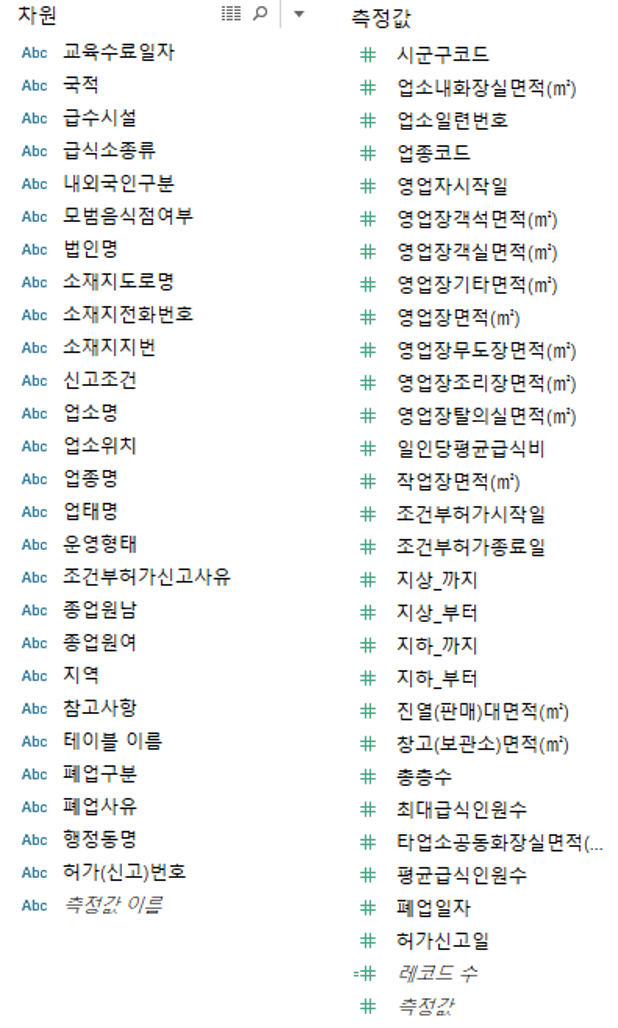 차원
Abc 교육수료일자
Abc 국적
Abc 급수시설
Abc 급식소종류
Abc 내외국인구분
Abc 모범음식점여부
Abc 법인명
Abc 소재지도로명
Abc 소재지전화번호
Abc 소재지지번
Abc 신고조건
Abc 업소명
Abc 업소위치
Abc 업종명
Abc 업태명
Abc 운영형태
Abc 조건부허가신고사유
Abc 종업원남
Abc 종업원여
Abc 지역
Abc 참고사항
Abc 테이블 이름
Abc 폐업구분
Abc 폐업사유
Abc 행정동명
Abc 허가(신고)번호
Abc 측정값 이름
측정값
# 시군구코드
# 업소내화장실면적(㎡)
# 업소일련번호
# 업종코드
# 영업자시작일
# 영업장객석면적(㎡)
# 영업장객실면적(㎡)
# 영업장기타면적(㎡)
# 영업장면적(㎡)
# 영업장무도장면적(㎡)
# 영업장조리장면적(㎡)
# 영업장탈의실면적(㎡)
# 일인당평균급식비
# 작업장면적(㎡)
# 조건부허가시작일
# 조건부허가종료일
# 지상_까지
# 지상_부터
# 지하_까지
# 지하_부터
# 진열(판매)대면적(㎡)
# 창고(보관소)면적(㎡)
# 총층수
# 최대급식인원수
# 타업소공동화장실면적(...
# 평균급식인원수
# 폐업일자
# 허가신고일
=# 레코드 수
# 측정값